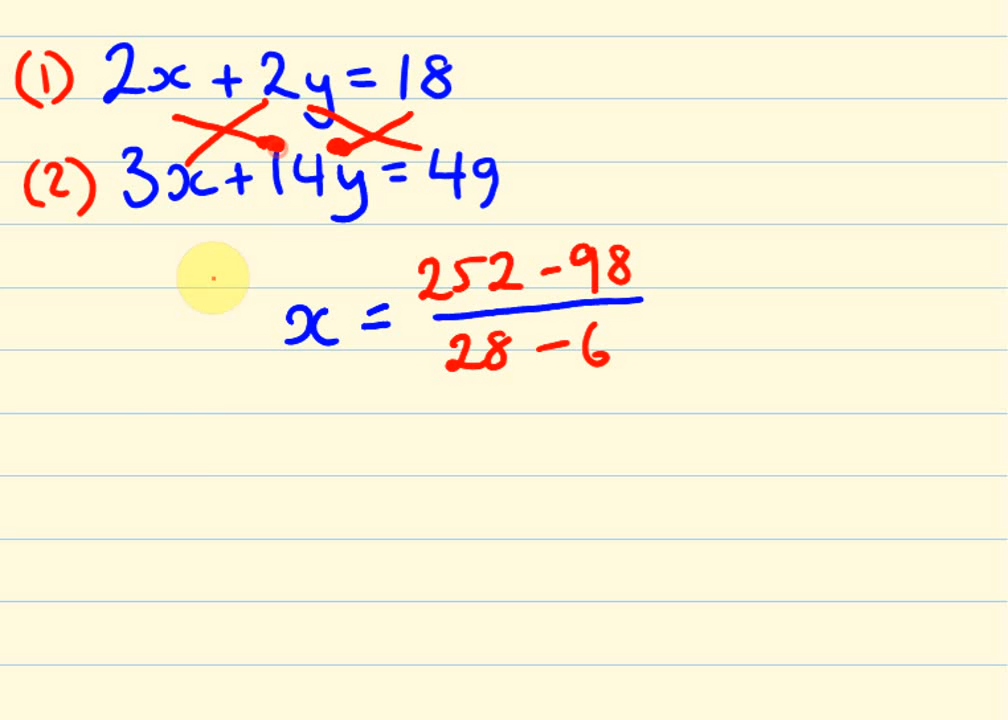 (1) 2x + 2y = 18
(2) 3x + 14y = 49
x = 252 - 98
28 - 6